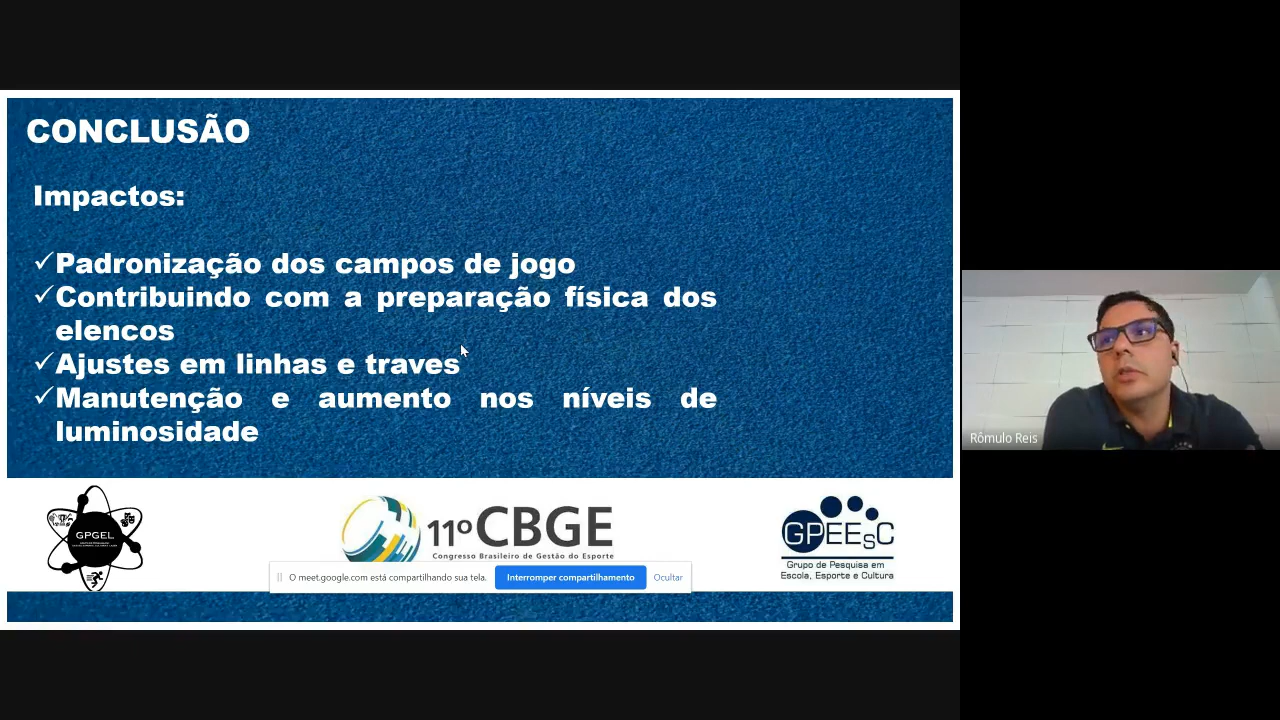 CONCLUSÃO
Impactos:
✓Padronização dos campos de jogo
✓Contribuindo com a preparação física dos
elencos
✓Ajustes em linhas e traves
✓Manutenção e aumento nos níveis de
luminosidade
Rômulo Reis
GPGEL
11º CBGE
Congresso Brasileiro de Gestão do Esporte
GPEEsC
Grupo de Pesquisa em
Escola, Esporte e Cultura
O meet.google.com está compartilhando sua tela. Interromper compartilhamento Ocultar